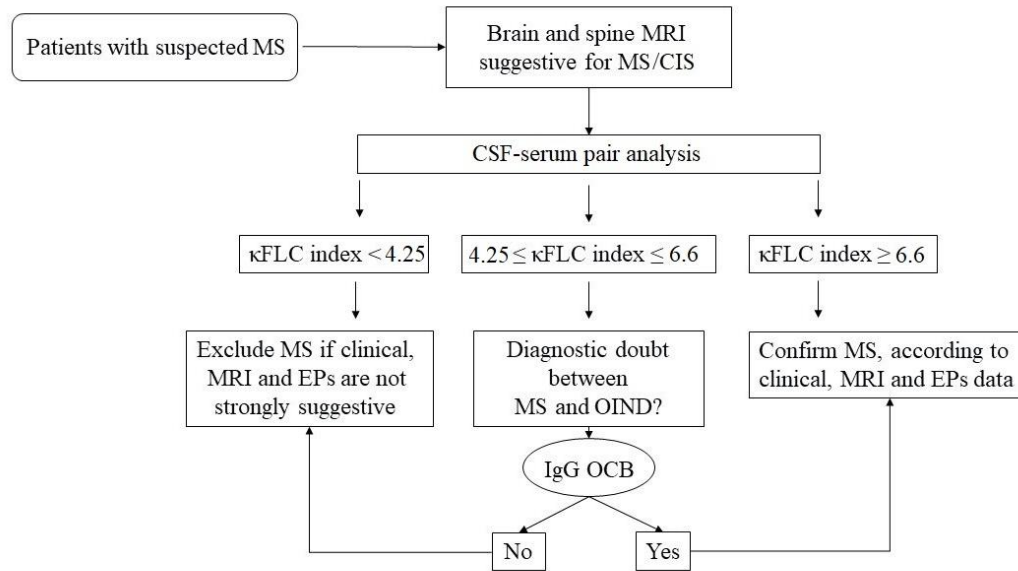 Patients with suspected MS
Brain and spine MRI
suggestive for MS/CIS
CSF-serum pair analysis
κFLC index < 4.25
4.25 ≤ κFLC index ≤ 6.6
κFLC index ≥ 6.6
Exclude MS if clinical,
MRI and EPs are not
strongly suggestive
Diagnostic doubt
between
MS and OIND?
Confirm MS, according to
clinical, MRI and EPs data
IgG OCB
No
Yes